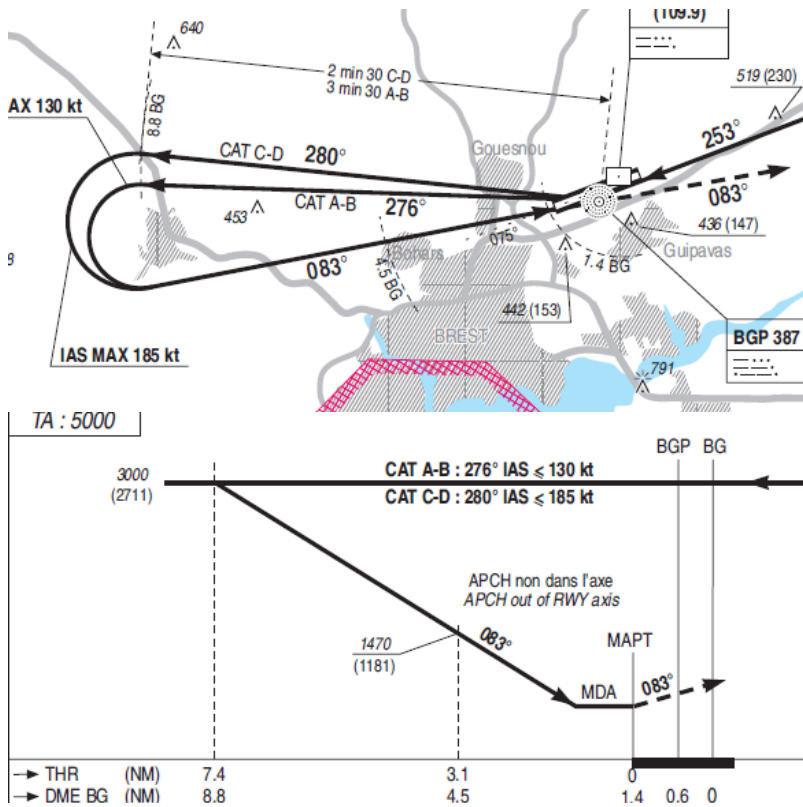 (109.9)
640
2 min 30 C-D
3 min 30 A-B
519 (230)
AX 130 kt
8.8 BG
CAT C-D 280°
Gouesnou
253°
CAT A-B 276°
453
083°
436 (147)
8
083°
075°
Bohars
4.5 BG
1.4 BG
Guipavas
442 (153)
BREST
BGP 387
IAS MAX 185 kt
791
TA : 5000
BGP BG
3000
(2711)
CAT A-B : 276° IAS ⩽ 130 kt
CAT C-D : 280° IAS ⩽ 185 kt
APCH non dans l'axe
APCH out of RWY axis
1470
(1181)
083°
MAPT
MDA
083°
THR (NM) 7.4 3.1 0
DME BG (NM) 8.8 4.5 1.4 0.6 0